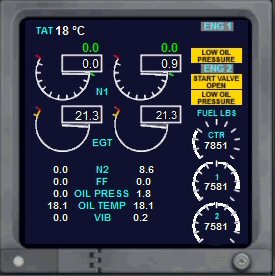 TAT 18 °C
ENG 1
0.0 0.0
LOW OIL
PRESSURE
0.0 0.9
ENG 2
START VALVE
OPEN
N1
LOW OIL
PRESSURE
21.3 21.3
FUEL LBS
CTR
7851
EGT
0.0 N2 8.6
0.0 FF 0.0
1
7581
0.0 OIL PRESS 1.8
18.1 OIL TEMP 18.1
0.0 VIB 0.2
2
7581